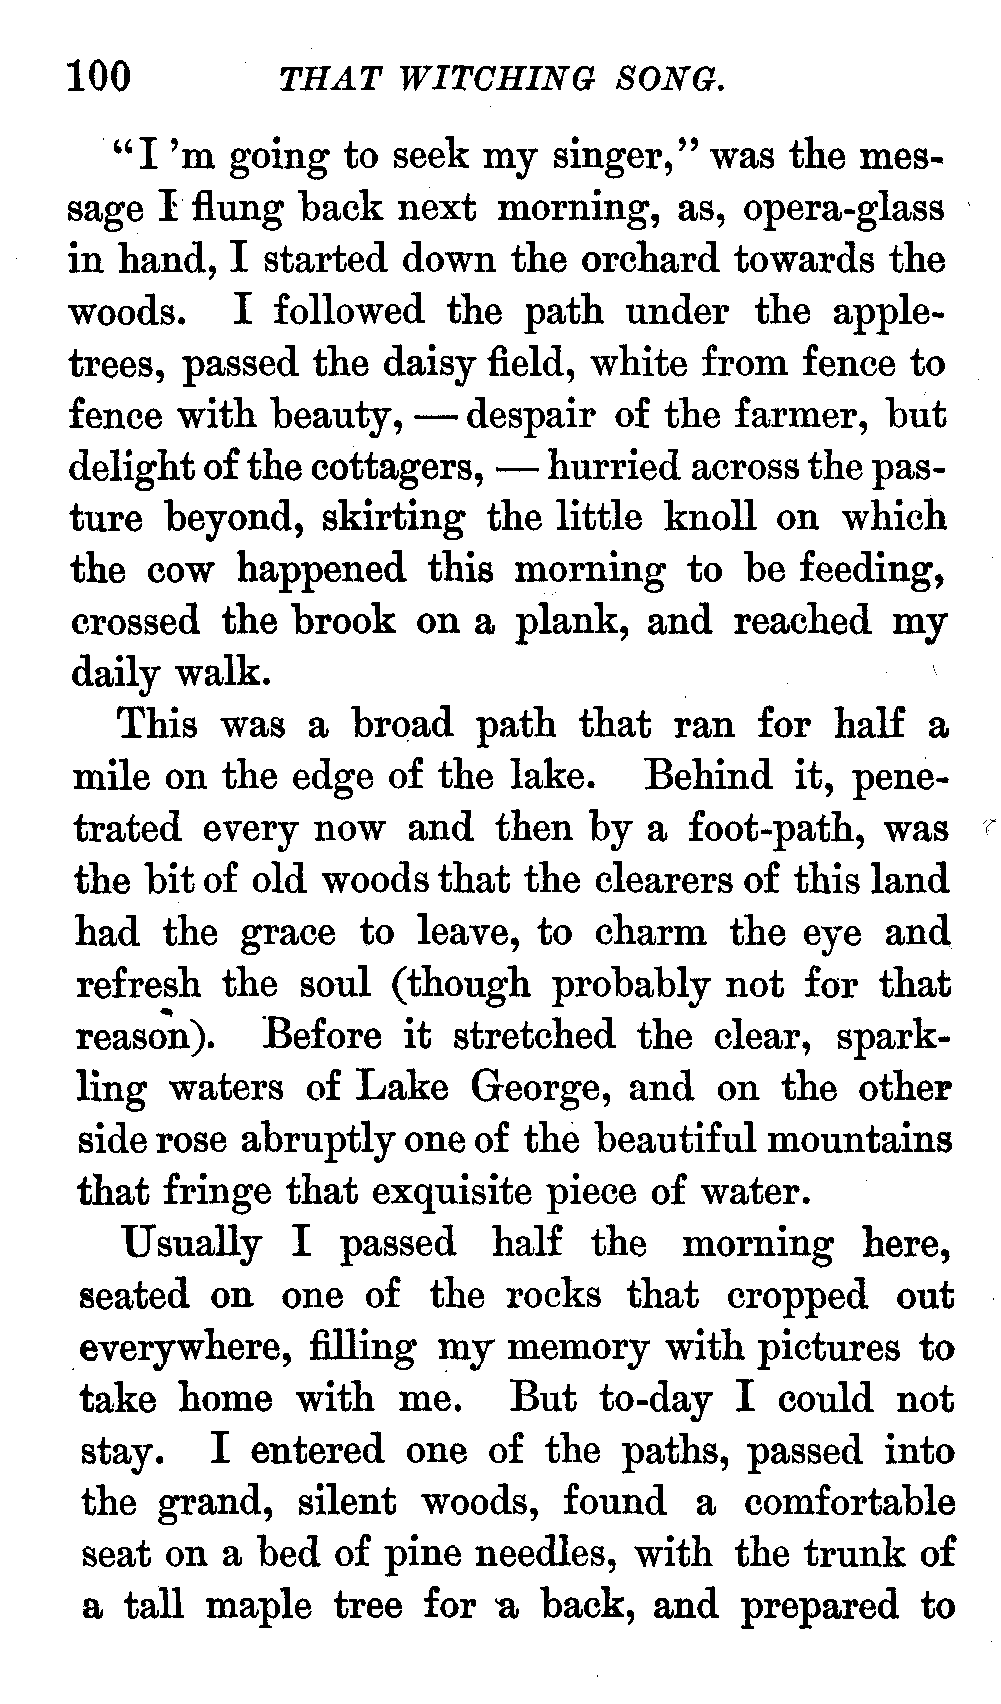 100 THAT WITCHING SONG.
"I 'm going to seek my singer," was the mes-
sage I flung back next morning, as, opera-glass
in hand, I started down the orchard towards the
woods. I followed the path under the apple-
trees, passed the daisy field, white from fence to
fence with beauty, — despair of the farmer, but
delight of the cottagers, — hurried across the pas-
ture beyond, skirting the little knoll on which
the cow happened this morning to be feeding,
crossed the brook on a plank, and reached my
daily walk.
This was a broad path that ran for half a
mile on the edge of the lake. Behind it, pene-
trated every now and then by a foot-path, was
the bit of old woods that the clearers of this land
had the grace to leave, to charm the eye and
refresh the soul (though probably not for that
reason). Before it stretched the clear, spark-
ling waters of Lake George, and on the other
side rose abruptly one of the beautiful mountains
that fringe that exquisite piece of water.
Usually I passed half the morning here,
seated on one of the rocks that cropped out
everywhere, filling my memory with pictures to
take home with me. But to-day I could not
stay. I entered one of the paths, passed into
the grand, silent woods, found a comfortable
seat on a bed of pine needles, with the trunk of
a tall maple tree for a back, and prepared to